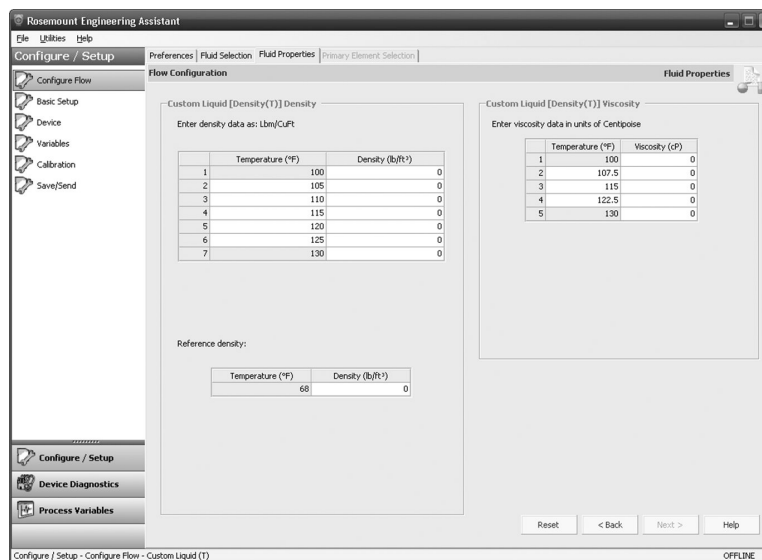 Rosemount Engineering Assistant
File Utilities Help
Configure / Setup
Preferences Fluid Selection Fluid Properties Primary Element Selection
Configure Flow
Basic Setup
Device
Variables
Calibration
Save/Send
Flow Configuration Fluid Properties
Custom Liquid [Density(T)] Density
Enter density data as: Lbm/CuFt
Temperature (°F) Density (lb/ft³)
1 100 0
2 105 0
3 110 0
4 115 0
5 120 0
6 125 0
7 130 0
Reference density:
Temperature (°F) Density (lb/ft³)
68 0
Custom Liquid [Density(T)] Viscosity
Enter viscosity data in units of Centipoise
Temperature (°F) Viscosity (cP)
1 100 0
2 107.5 0
3 115 0
4 122.5 0
5 130 0
Configure / Setup
Device Diagnostics
Process Variables
Reset < Back Next > Help
Configure / Setup - Configure Flow - Custom Liquid (T) OFFLINE